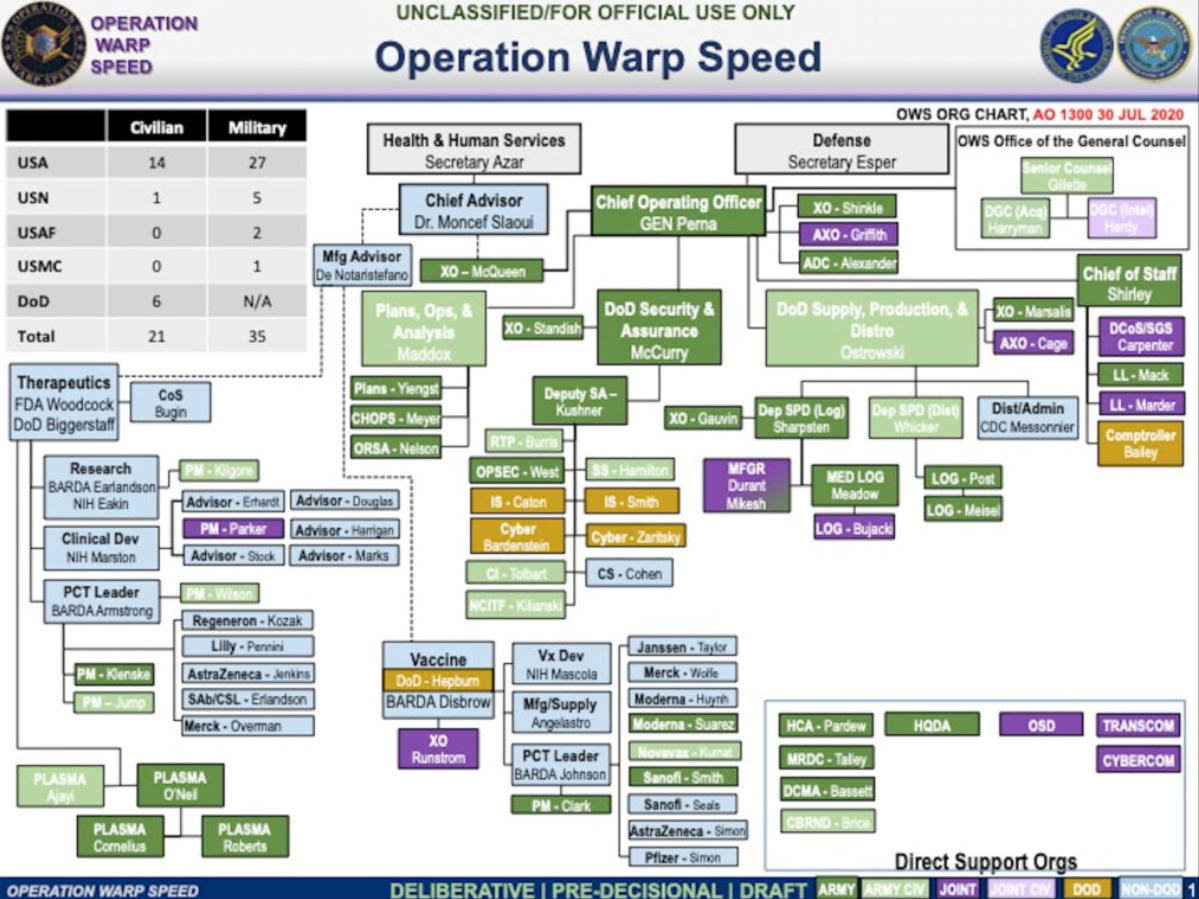 OPERATION
WARP
SPEED
UNCLASSIFIED/FOR OFFICIAL USE ONLY
Operation Warp Speed
OWS ORG CHART, AO 1300 30 JUL 2020
Civilian Military
USA 14 27
USN 1 5
USAF 0 2
USMC 0 1
DoD 6 N/A
Total 21 35
Health & Human Services
Secretary Azar
Defense
Secretary Esper
OWS Office of the General Counsel
Senior Counsel
Gillette
DGC (Acq)
Harryman
DGC (Intel)
Hardy
Chief Advisor
Dr. Moncef Slaoui
Chief Operating Officer
GEN Perna
XO - Shinkle
AXO - Griffith
ADC - Alexander
Mfg Advisor
De Notaristefano
XO – McQueen
Chief of Staff
Shirley
Plans, Ops, &
Analysis
Maddox
XO - Standish
DoD Security &
Assurance
McCurry
DoD Supply, Production, &
Distro
Ostrowski
XO - Marsalis
AXO - Cage
DCoS/SGS
Carpenter
LL - Mack
LL - Marder
Comptroller
Bailey
Therapeutics
FDA Woodcock
DoD Biggerstaff
CoS
Bugin
Plans - Yiengst
CHOPS - Meyer
ORSA - Nelson
Deputy SA –
Kushner
XO - Gauvin
Dep SPD (Log)
Sharpsten
Dep SPD (Dist)
Whicker
Dist/Admin
CDC Messonnier
RTP - Burris
OPSEC - West
SS - Hamilton
IS - Caton
IS - Smith
Cyber
Bardenstein
Cyber - Zaritsky
CI - Tolbart
CS - Cohen
NCITF - Kilianski
MFGR
Durant
Mikesh
MED LOG
Meadow
LOG - Bujacki
LOG - Post
LOG - Meisel
Research
BARDA Earlandson
NIH Eakin
PM - Kilgore
Clinical Dev
NIH Marston
Advisor - Erhardt
Advisor - Douglas
PM - Parker
Advisor - Harrigan
Advisor - Stock
Advisor - Marks
PCT Leader
BARDA Armstrong
PM - Wilson
Regeneron - Kozak
Lilly - Pennini
AstraZeneca - Jenkins
SAb/CSL - Erlandson
Merck - Overman
PM - Klenske
PM – Jump
PLASMA
Ajayi
PLASMA
O'Neil
PLASMA
Cornelius
PLASMA
Roberts
Vaccine
DoD - Hepburn
BARDA Disbrow
XO
Runstrom
Vx Dev
NIH Mascola
Mfg/Supply
Angelastro
PCT Leader
BARDA Johnson
PM - Clark
Janssen - Taylor
Merck - Wolfe
Moderna - Huynh
Moderna - Suarez
Novavax - Kumat
Sanofi - Smith
Sanofi - Seals
AstraZeneca - Simon
Pfizer - Simon
HCA - Pardew
HQDA
OSD
TRANSCOM
MRDC - Talley
CYBERCOM
DCMA - Bassett
CBRND - Brice
Direct Support Orgs
OPERATION WARP SPEED
DELIBERATIVE | PRE-DECISIONAL | DRAFT
ARMY ARMY CIV JOINT JOINT CIV DOD NON-DOD 1